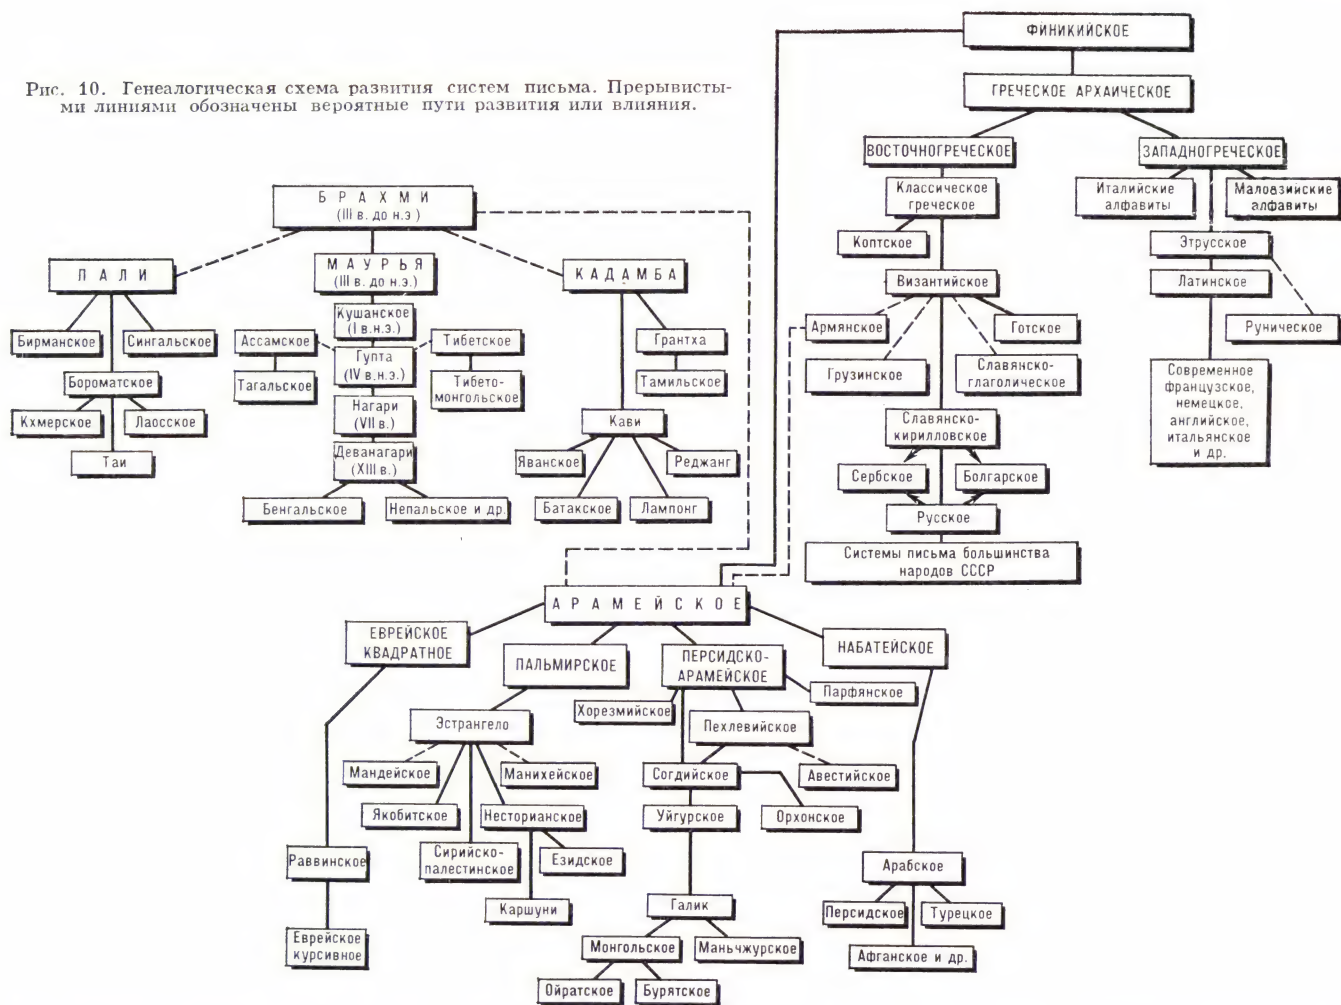 Рис. 10. Генеалогическая схема развития систем письма. Прерывисты-
ми линиями обозначены вероятные пути развития или влияния.
ФИНИКИЙСКОЕ
ГРЕЧЕСКОЕ АРХАИЧЕСКОЕ
ВОСТОЧНОГРЕЧЕСКОЕ
ЗАПАДНОГРЕЧЕСКОЕ
Классическое
греческое
Италийские
алфавиты
Малоазийские
алфавиты
Коптское
Этрусское
Византийское
Латинское
Армянское
Готское
Руническое
Грузинское
Славянско-
глаголическое
Современное
французское,
немецкое,
английское,
итальянское
и др.
Славянско-
кирилловское
Сербское
Болгарское
Русское
Системы письма большинства
народов СССР
БРАХМИ
(III в. до н.э)
ПАЛИ
МАУРЬЯ
(III в. до н.э.)
КАДАМБА
Бирманское
Сингальское
Бороматское
Кхмерское
Лаосское
Таи
Кушанское
(I в.н.э.)
Ассамское
Тибетское
Гупта
(IV в.н.э.)
Тагальское
Тибето-
монгольское
Нагари
(VII в.)
Деванагари
(XIII в.)
Бенгальское
Непальское и др.
Грантха
Тамильское
Кави
Яванское
Реджанг
Батакское
Лампонг
АРАМЕЙСКОЕ
ЕВРЕЙСКОЕ
КВАДРАТНОЕ
ПАЛЬМИРСКОЕ
ПЕРСИДСКО-
АРАМЕЙСКОЕ
НАБАТЕЙСКОЕ
Парфянское
Хорезмийское
Эстрангело
Пехлевийское
Мандейское
Манихейское
Согдийское
Авестийское
Якобитское
Несторианское
Уйгурское
Орхонское
Сирийско-
палестинское
Езидское
Раввинское
Арабское
Каршуни
Галик
Персидское
Турецкое
Еврейское
курсивное
Монгольское
Маньчжурское
Афганское и др.
Ойратское
Бурятское